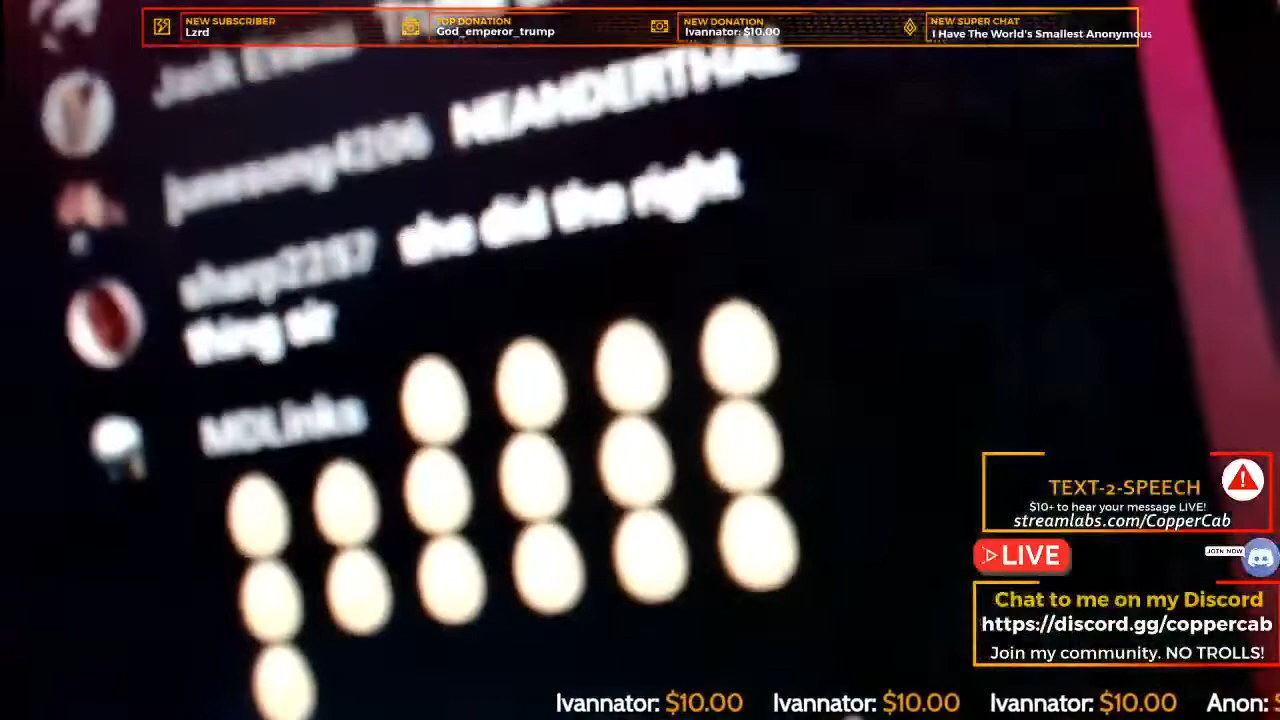 NEW SUBSCRIBER
Lzrd
TOP DONATION
God_emperor_trump
NEW DONATION
Ivannator: $10.00
NEW SUPER CHAT
I Have The World's Smallest Anonymous
NEANDERTHAL
sharp2257 she did the right
thing sir
MDLinks
TEXT-2-SPEECH
$10+ to hear your message LIVE!
streamlabs.com/CopperCab
LIVE
JOIN NOW
Chat to me on my Discord
https://discord.gg/coppercab
Join my community. NO TROLLS!
Ivannator: $10.00 Ivannator: $10.00 Ivannator: $10.00 Anon: